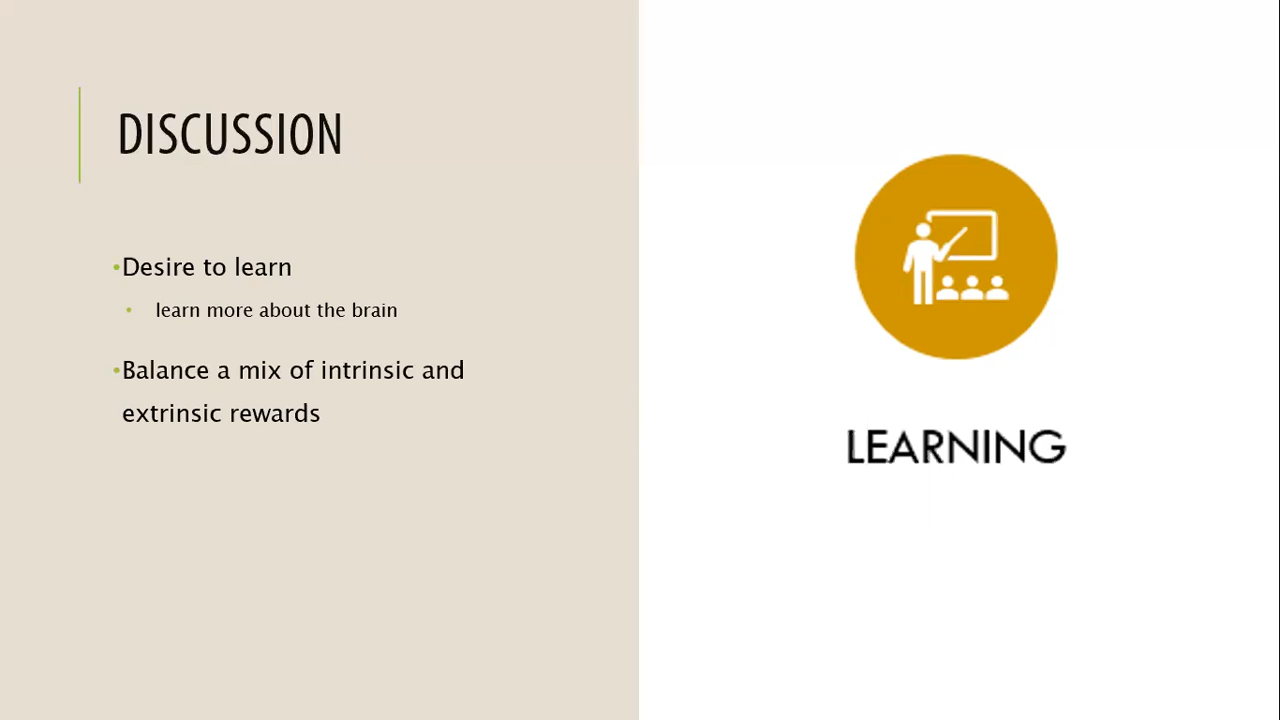 DISCUSSION
•Desire to learn
• learn more about the brain
•Balance a mix of intrinsic and
extrinsic rewards
LEARNING